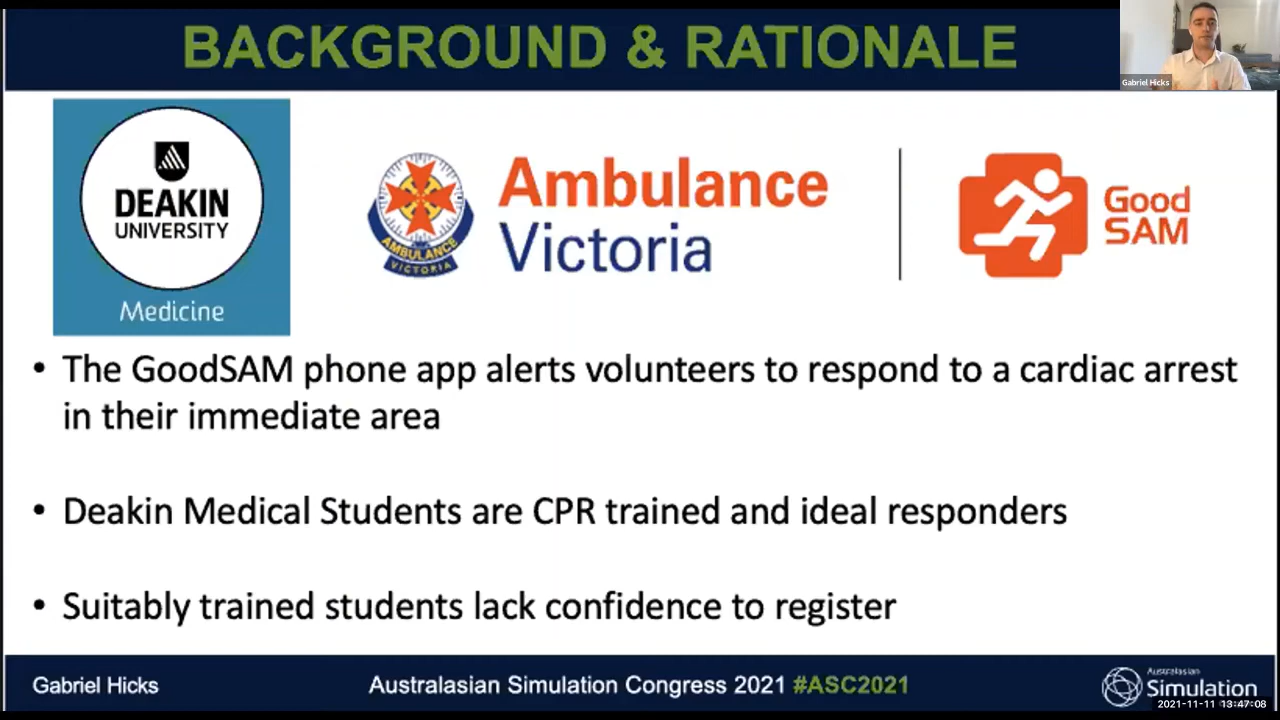 BACKGROUND & RATIONALE
Gabriel Hicks
DEAKIN
UNIVERSITY
Medicine
AMBULANCE
VICTORIA
Ambulance
Victoria
Good
SAM
• The GoodSAM phone app alerts volunteers to respond to a cardiac arrest
in their immediate area
• Deakin Medical Students are CPR trained and ideal responders
• Suitably trained students lack confidence to register
Gabriel Hicks
Australasian Simulation Congress 2021 #ASC2021
Australasian
Simulation
2021-11-11 13:47:08